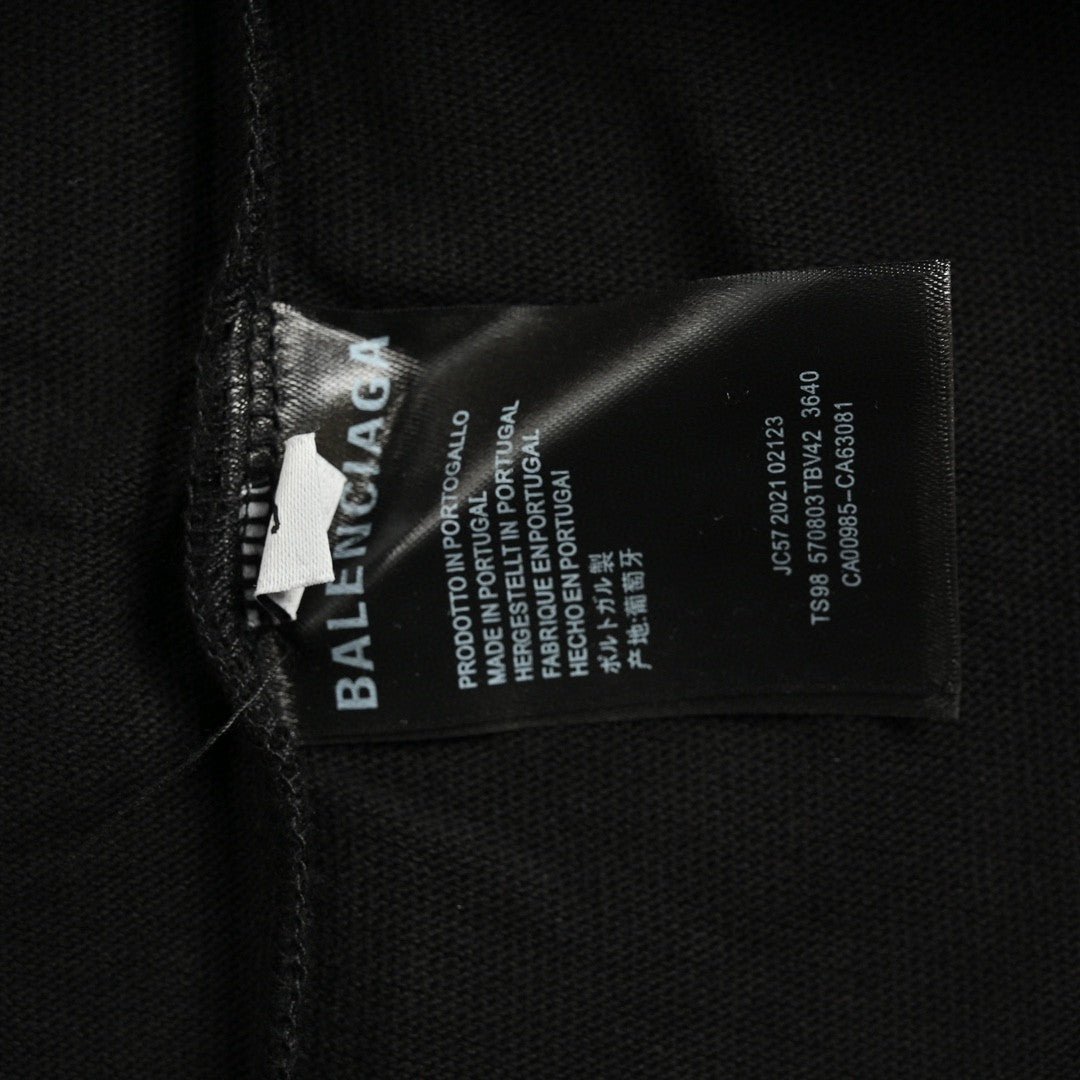 BALENCIAGA
PRODOTTO IN PORTOGALLO
MADE IN PORTUGAL
HERGESTELLT IN PORTUGAL
FABRIQUE EN PORTUGAL
HECHO EN PORTUGAl
ポルトガル製
产地:葡萄牙
JC57 2021 02123
TS98 570803TBV42 3640
CA00985-CA63081